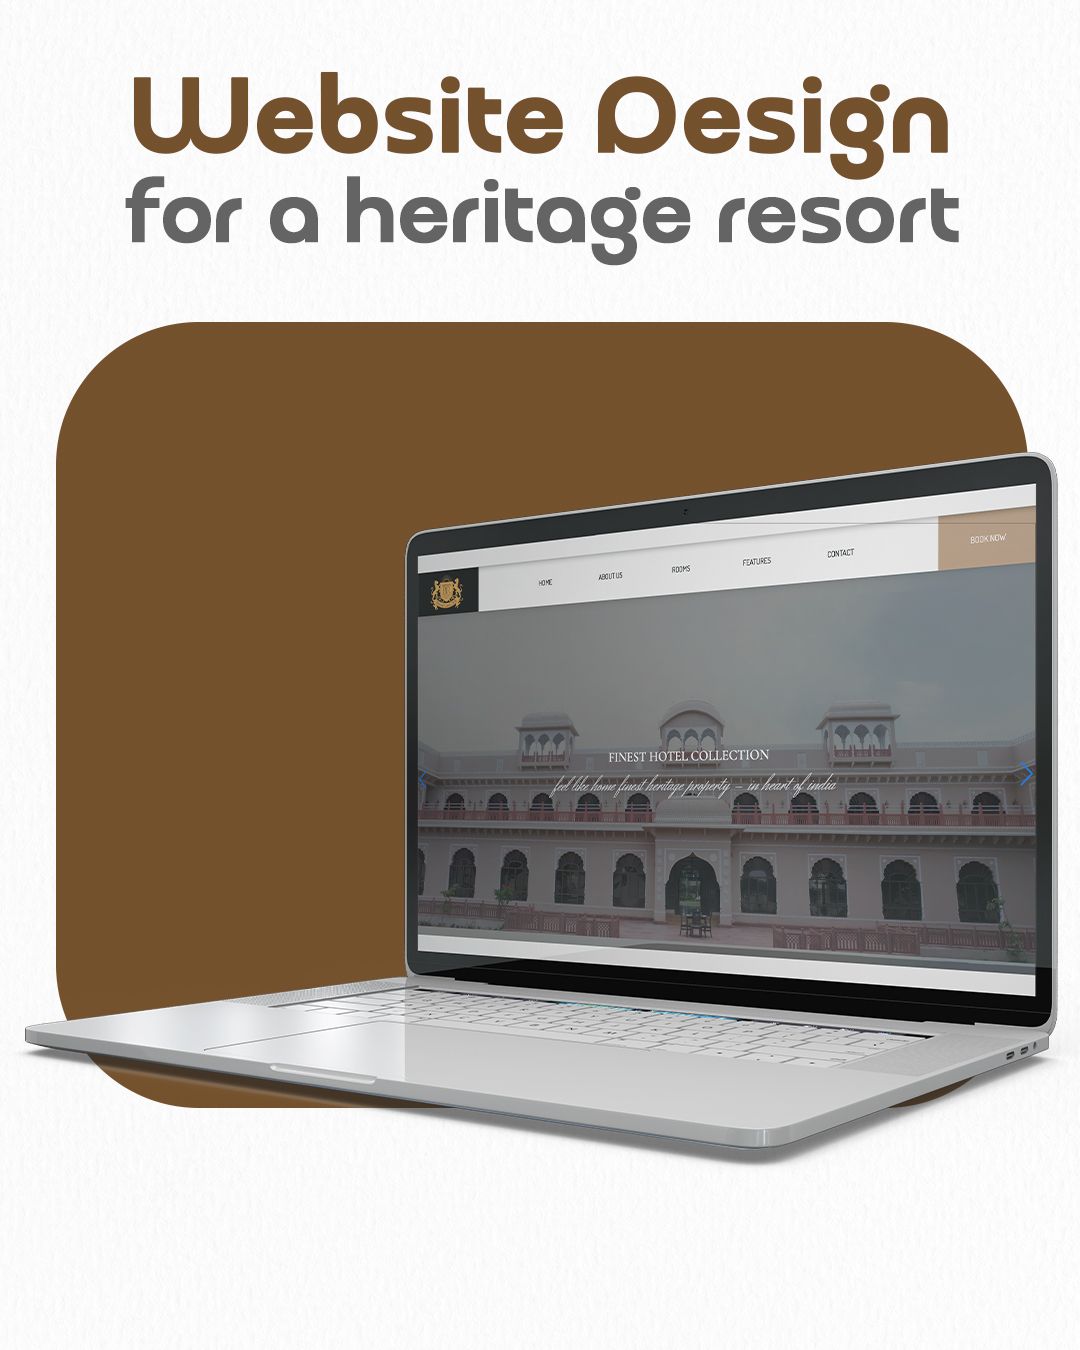 Website Design
for a heritage resort
HOME ABOUT US ROOMS FEATURES CONTACT BOOK NOW
FINEST HOTEL COLLECTION
feel like home finest heritage property – in heart of india